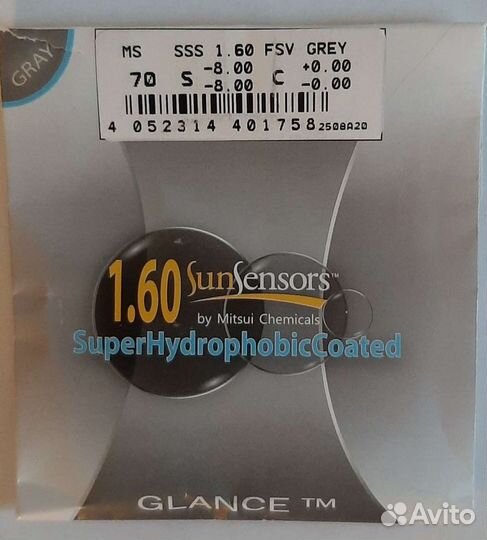 GRAY
MS SSS 1.60 FSV GREY
70 S -8.00 C +0.00
-8.00 -0.00
4 052314 401758 2508A20
1.60 SunSensors™
by Mitsui Chemicals
SuperHydrophobicCoated
GLANCE TM
Avito